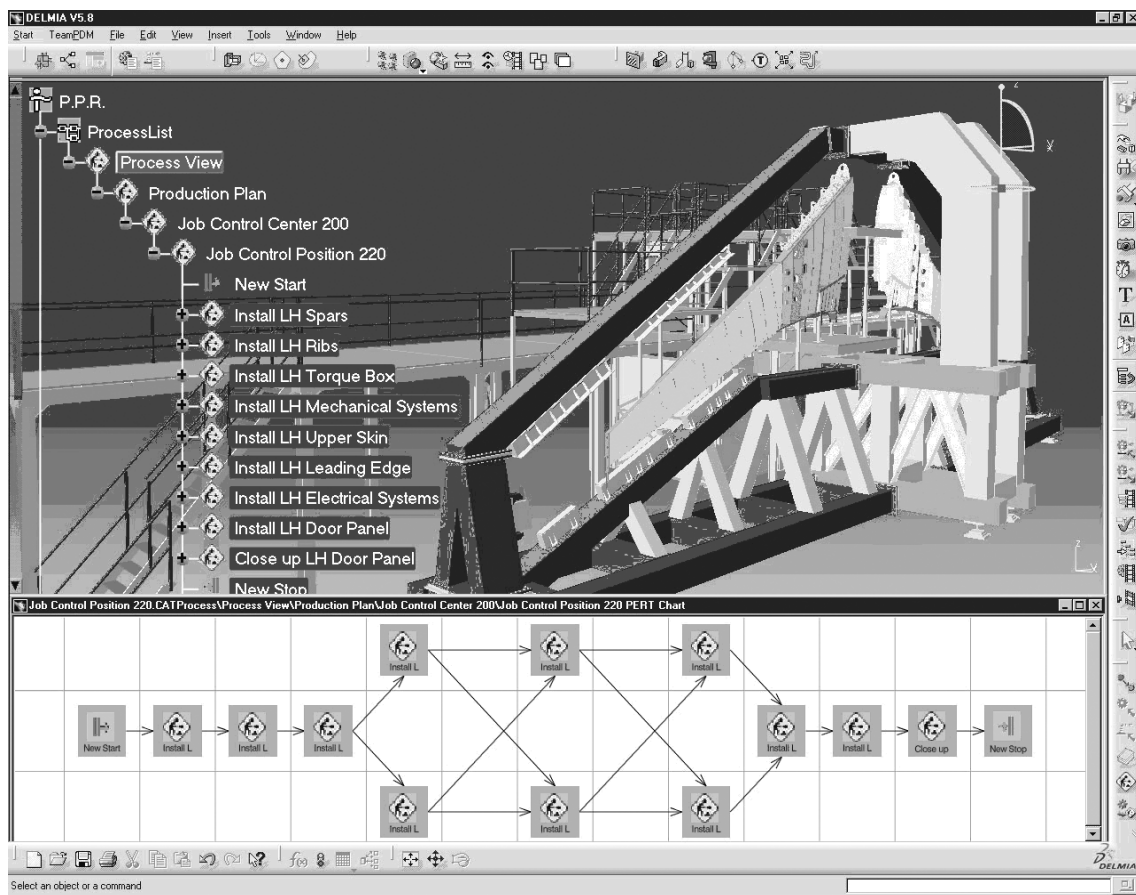 DELMIA V5.8
Start TeamPDM File Edit View Insert Tools Window Help
P.P.R.
ProcessList
Process View
Production Plan
Job Control Center 200
Job Control Position 220
New Start
Install LH Spars
Install LH Ribs
Install LH Torque Box
Install LH Mechanical Systems
Install LH Upper Skin
Install LH Leading Edge
Install LH Electrical Systems
Install LH Door Panel
Close up LH Door Panel
New Stop
Job Control Position 220.CATProcess\Process View\Production Plan\Job Control Center 200\Job Control Position 220 PERT Chart
Install L Install L Install L
New Start Install L Install L Install L Install L Install L Close up New Stop
Install L Install L Install L
f(x)
DELMIA
Select an object or a command